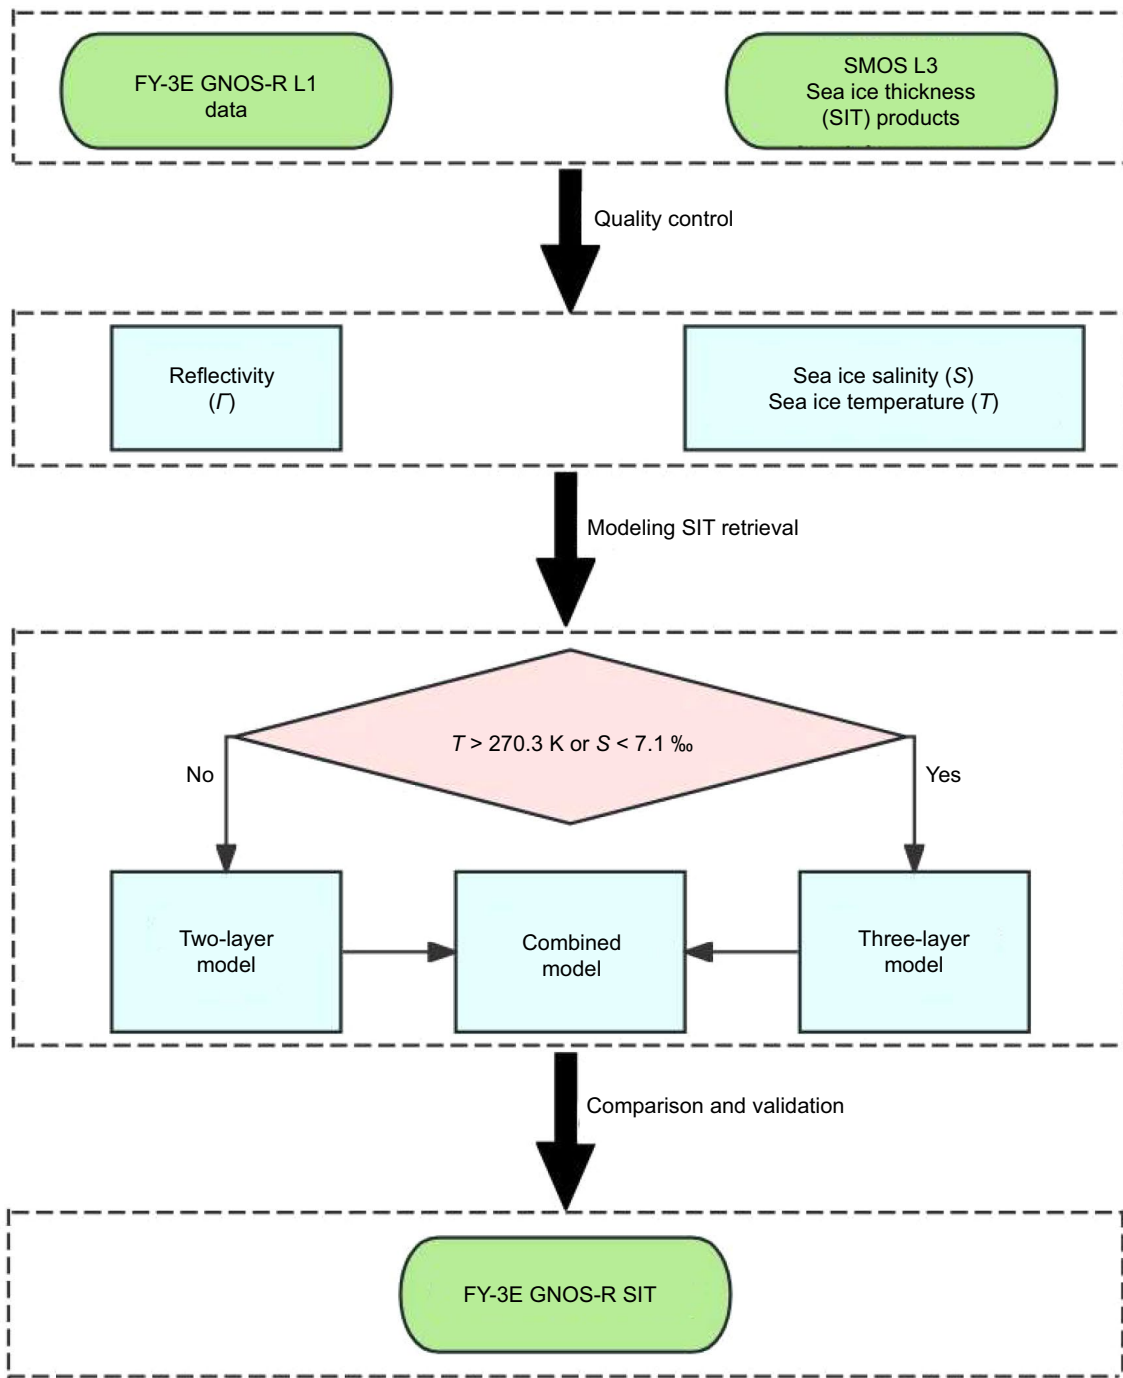 FY-3E GNOS-R L1
data
SMOS L3
Sea ice thickness
(SIT) products
Quality control
Reflectivity
(Γ)
Sea ice salinity (S)
Sea ice temperature (T)
Modeling SIT retrieval
T > 270.3 K or S < 7.1 ‰
No
Yes
Two-layer
model
Combined
model
Three-layer
model
Comparison and validation
FY-3E GNOS-R SIT